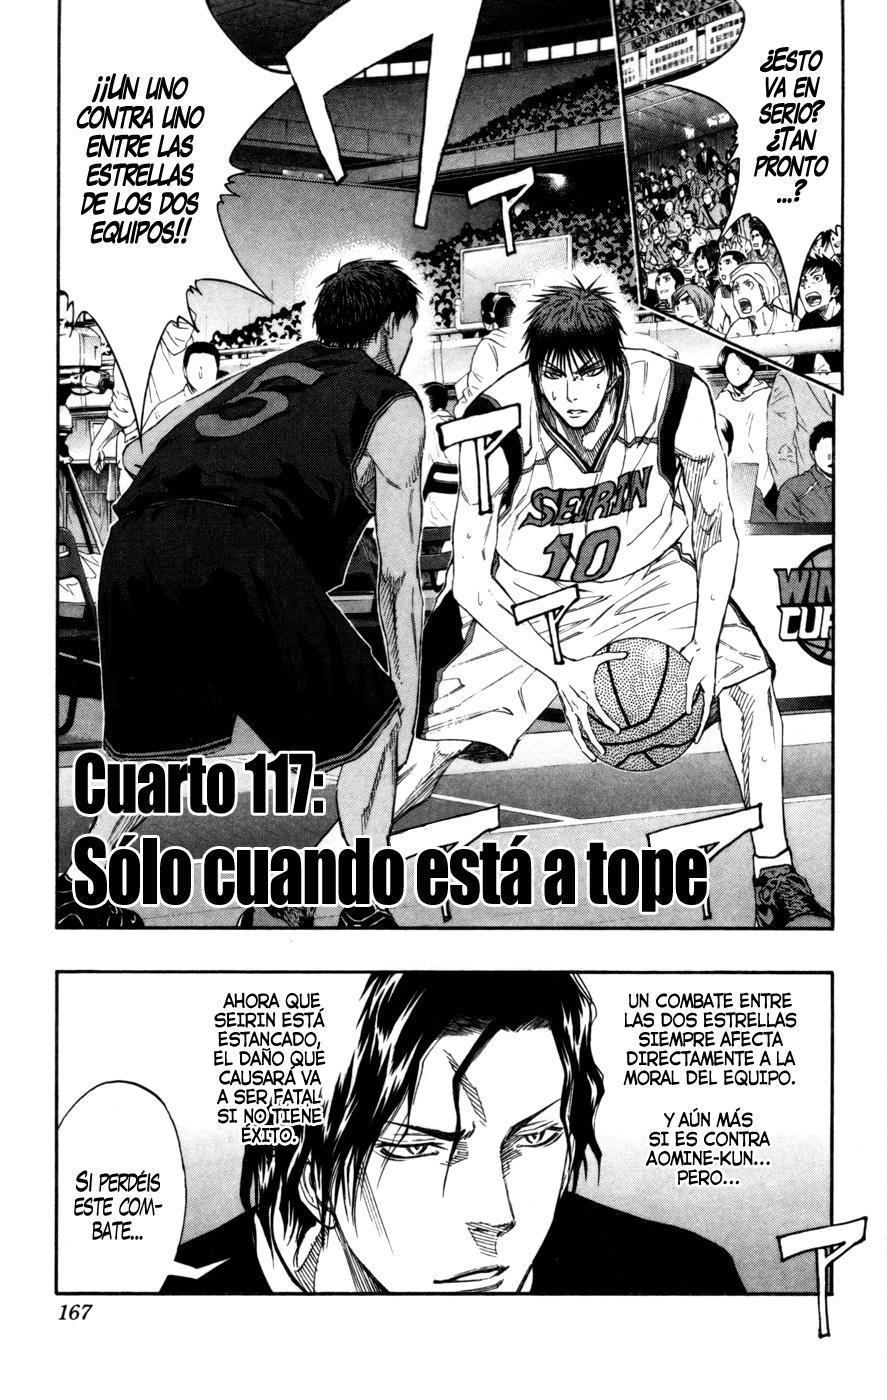 ¿ESTO
VA EN
SERIO?
¿TAN
PRONTO
...?
¡¡UN UNO
CONTRA UNO
ENTRE LAS
ESTRELLAS
DE LOS DOS
EQUIPOS!!
5
SEIRIN
10
WIN
CUP
Cuarto 117:
Sólo cuando está a tope
UN COMBATE ENTRE
LAS DOS ESTRELLAS
SIEMPRE AFECTA
DIRECTAMENTE A LA
MORAL DEL EQUIPO.
Y AÚN MÁS
SI ES CONTRA
AOMINE-KUN...
PERO...
AHORA QUE
SEIRIN ESTÁ
ESTANCADO,
EL DAÑO QUE
CAUSARÁ VA
A SER FATAL
SI NO TIENE
ÉXITO.
SI PERDÉIS
ESTE COM-
BATE...
167